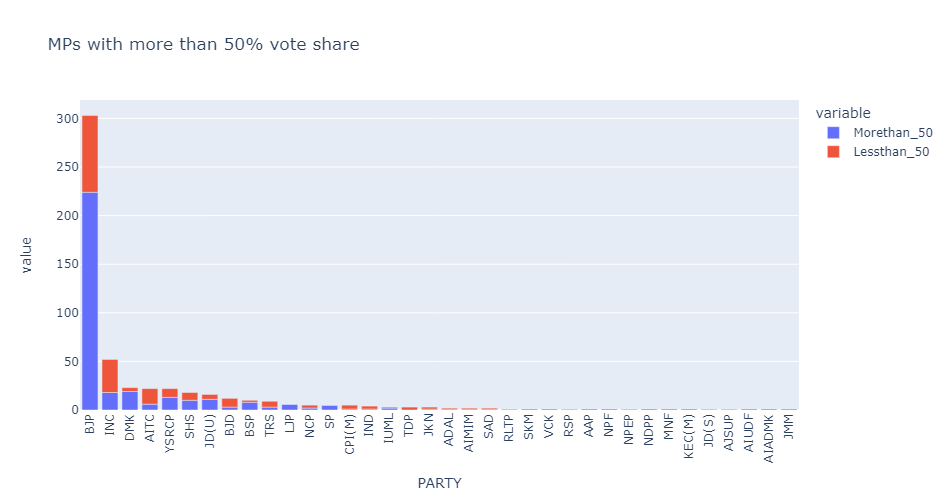 MPs with more than 50% vote share
variable
Morethan_50
Lessthan_50
value
300
250
200
150
100
50
0
BJP
INC
DMK
AITC
YSRCP
SHS
JD(U)
BJD
BSP
TRS
LJP
NCP
SP
CPI(M)
IND
IUML
TDP
JKN
ADAL
AIMIM
SAD
RLTP
SKM
VCK
RSP
AAP
NPF
NPEP
NDPP
MNF
KEC(M)
JD(S)
AJSUP
AIUDF
AIADMK
JMM
PARTY